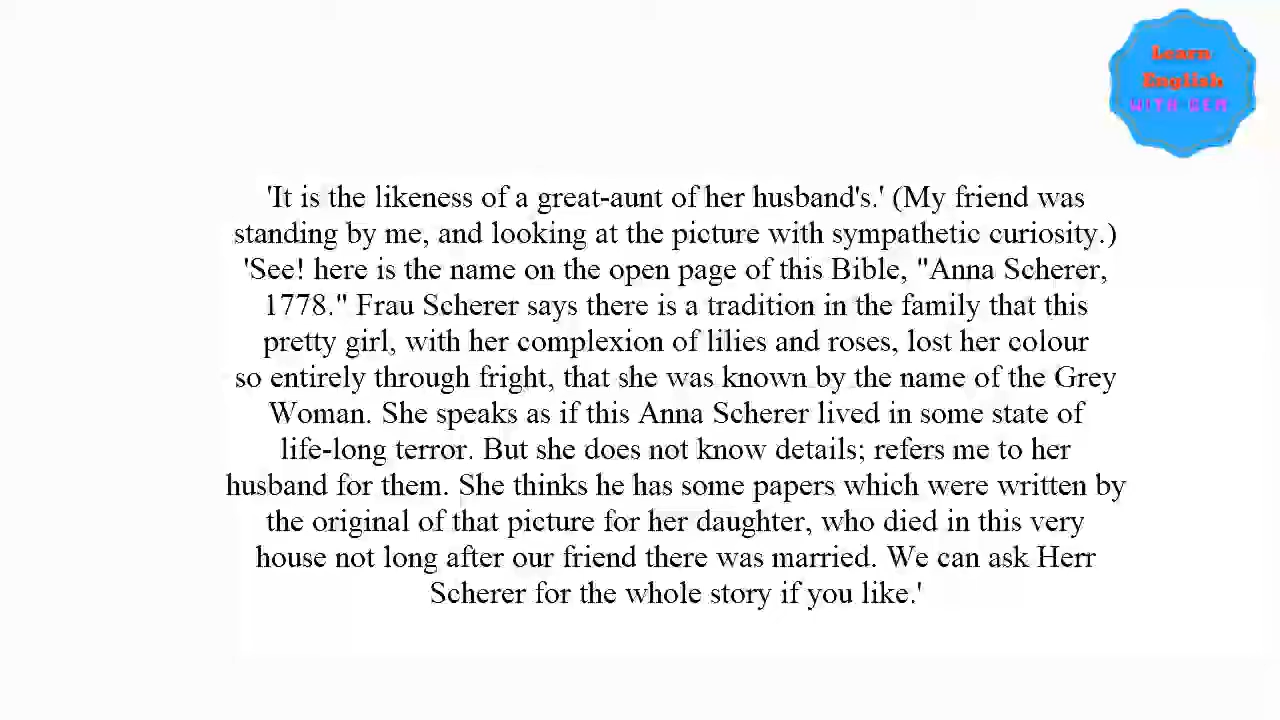 Learn
English
WITH GEM
'It is the likeness of a great-aunt of her husband's.' (My friend was
standing by me, and looking at the picture with sympathetic curiosity.)
'See! here is the name on the open page of this Bible, "Anna Scherer,
1778." Frau Scherer says there is a tradition in the family that this
pretty girl, with her complexion of lilies and roses, lost her colour
so entirely through fright, that she was known by the name of the Grey
Woman. She speaks as if this Anna Scherer lived in some state of
life-long terror. But she does not know details; refers me to her
husband for them. She thinks he has some papers which were written by
the original of that picture for her daughter, who died in this very
house not long after our friend there was married. We can ask Herr
Scherer for the whole story if you like.'